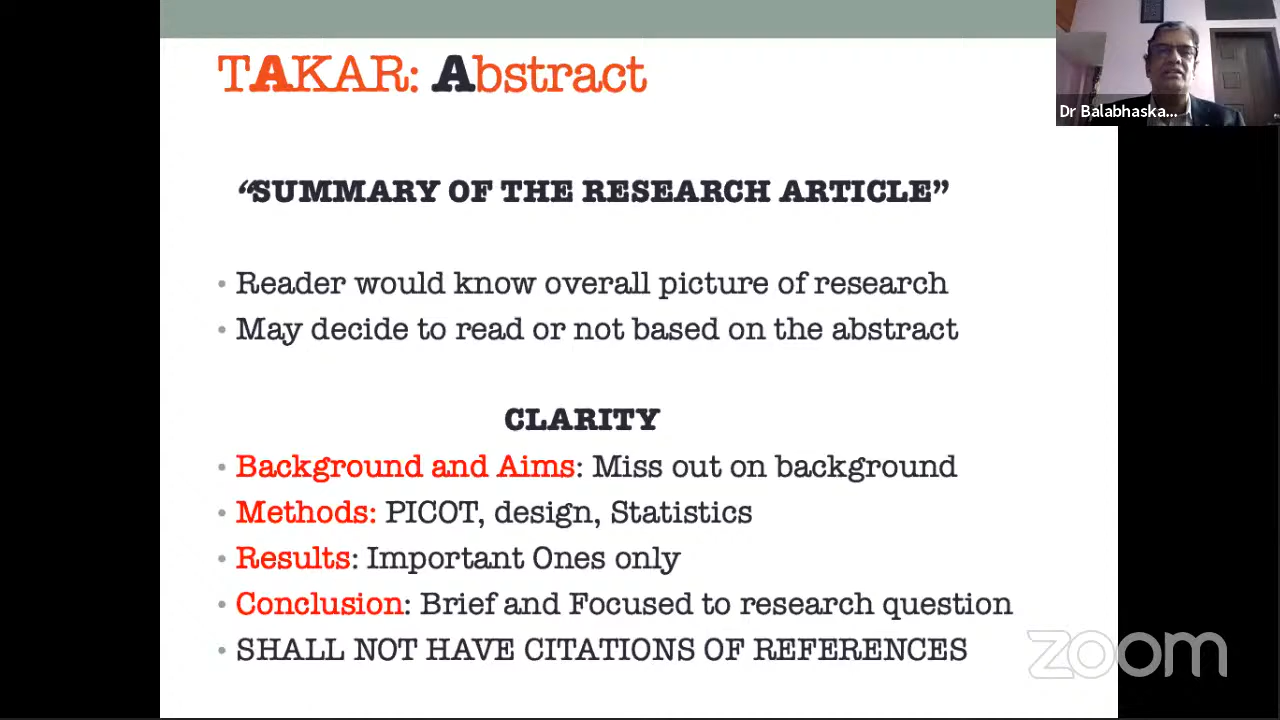 TAKAR: Abstract
Dr Balabhaska...
“SUMMARY OF THE RESEARCH ARTICLE”
• Reader would know overall picture of research
• May decide to read or not based on the abstract
CLARITY
• Background and Aims: Miss out on background
• Methods: PICOT, design, Statistics
• Results: Important Ones only
• Conclusion: Brief and Focused to research question
• SHALL NOT HAVE CITATIONS OF REFERENCES
zoom